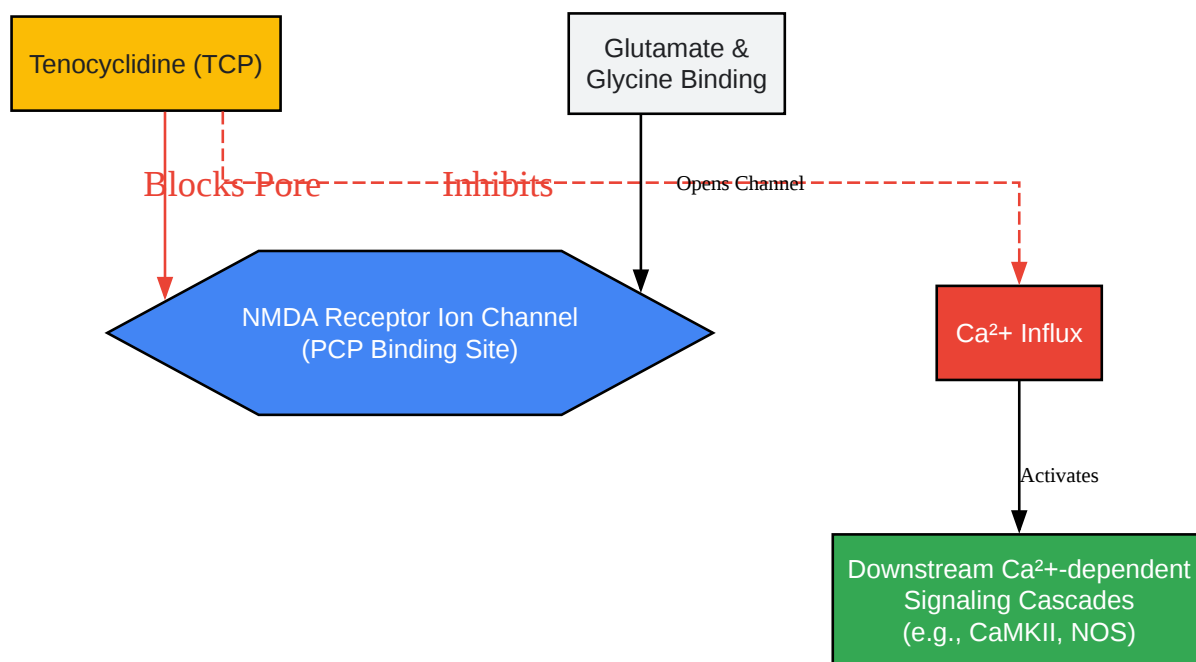 Tenocyclidine (TCP)
Glutamate &
Glycine Binding
Blocks Pore
Inhibits
Opens Channel
NMDA Receptor Ion Channel
(PCP Binding Site)
Ca²+ Influx
Activates
Downstream Ca²+-dependent
Signaling Cascades
(e.g., CaMKII, NOS)